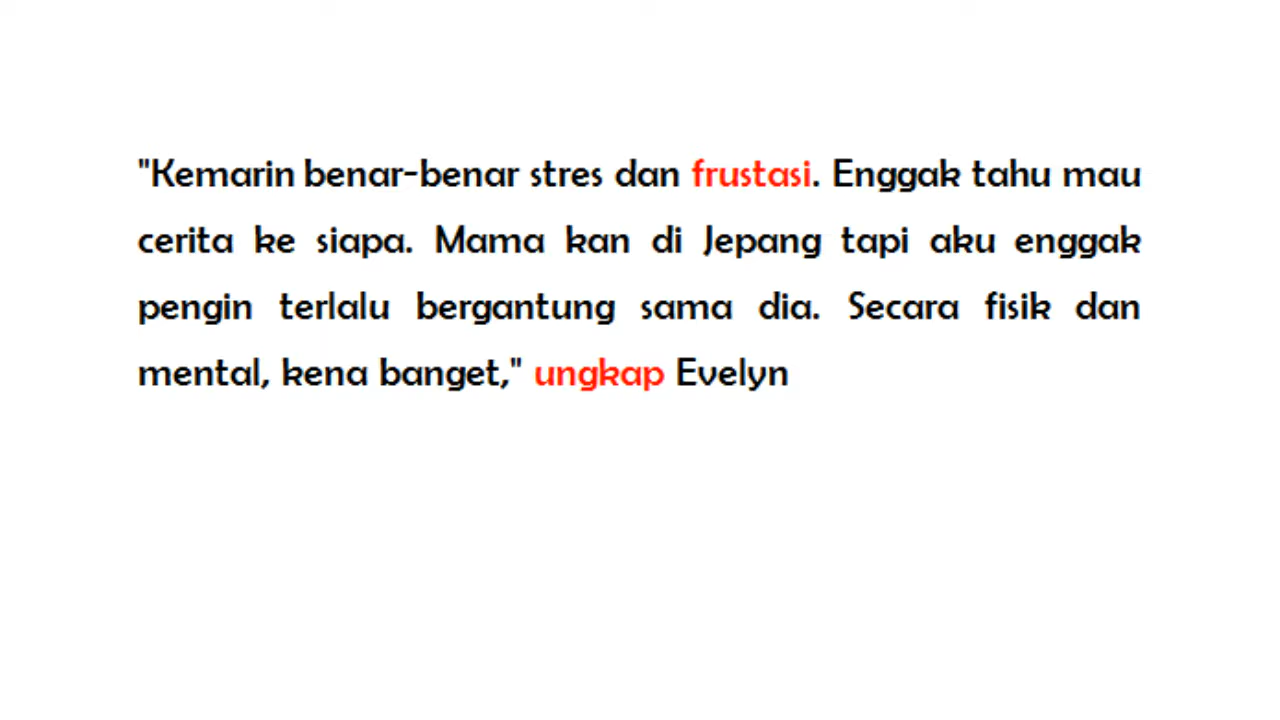 "Kemarin benar-benar stres dan frustasi. Enggak tahu mau
cerita ke siapa. Mama kan di Jepang tapi aku enggak
pengin terlalu bergantung sama dia. Secara fisik dan
mental, kena banget," ungkap Evelyn